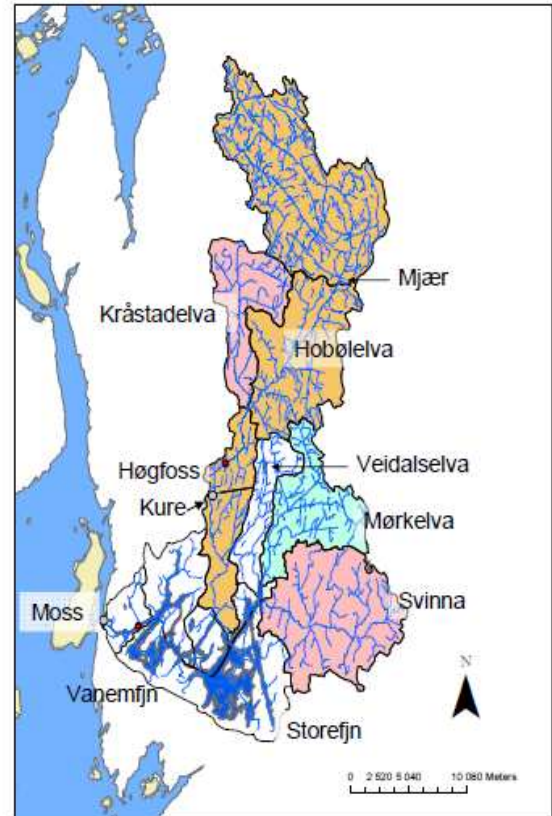 Mjær
Kråstadelva
Hobølelva
Høgfoss
Veidalselva
Kure
Mørkelva
Svinna
Moss
Vanemfjn
Storefjn
N
0 2 520 5 040 10 080 Meters